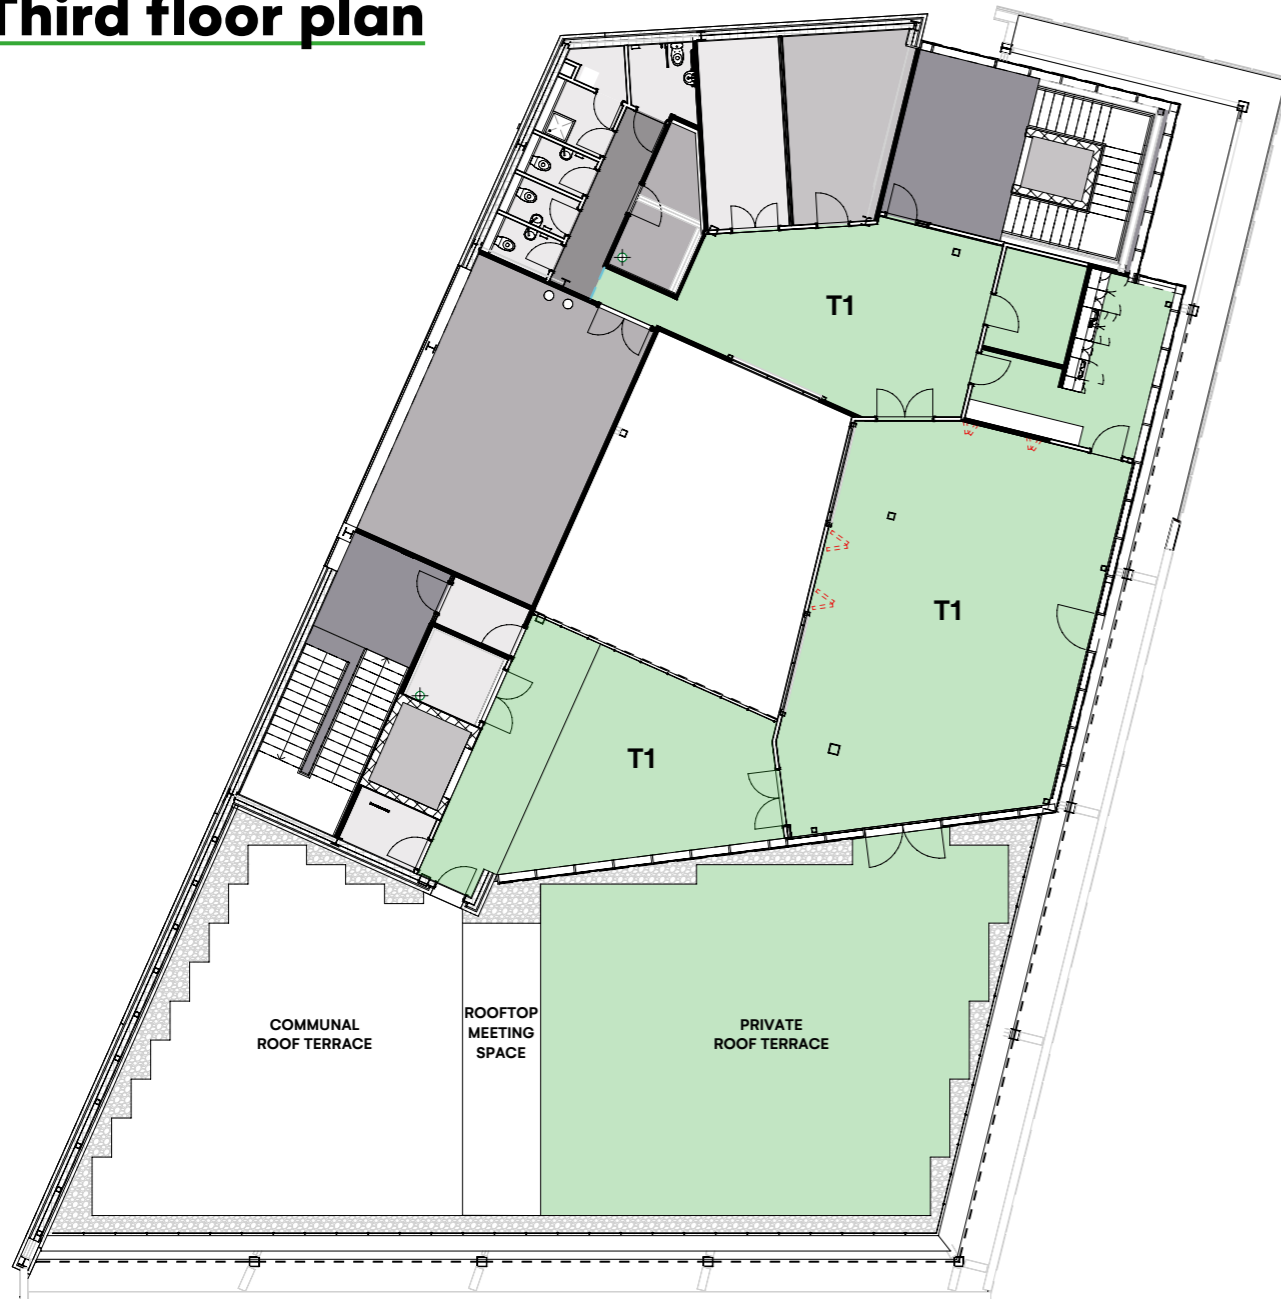 Third floor plan
T1
T1
T1
COMMUNAL
ROOF TERRACE
ROOFTOP
MEETING
SPACE
PRIVATE
ROOF TERRACE